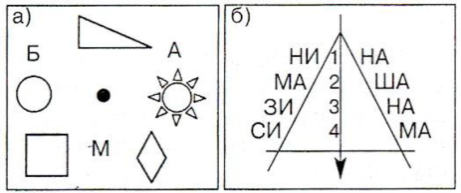 а)
б)
Б
А
М
НИ 1 НА
МА 2 ША
ЗИ 3 НА
СИ 4 МА